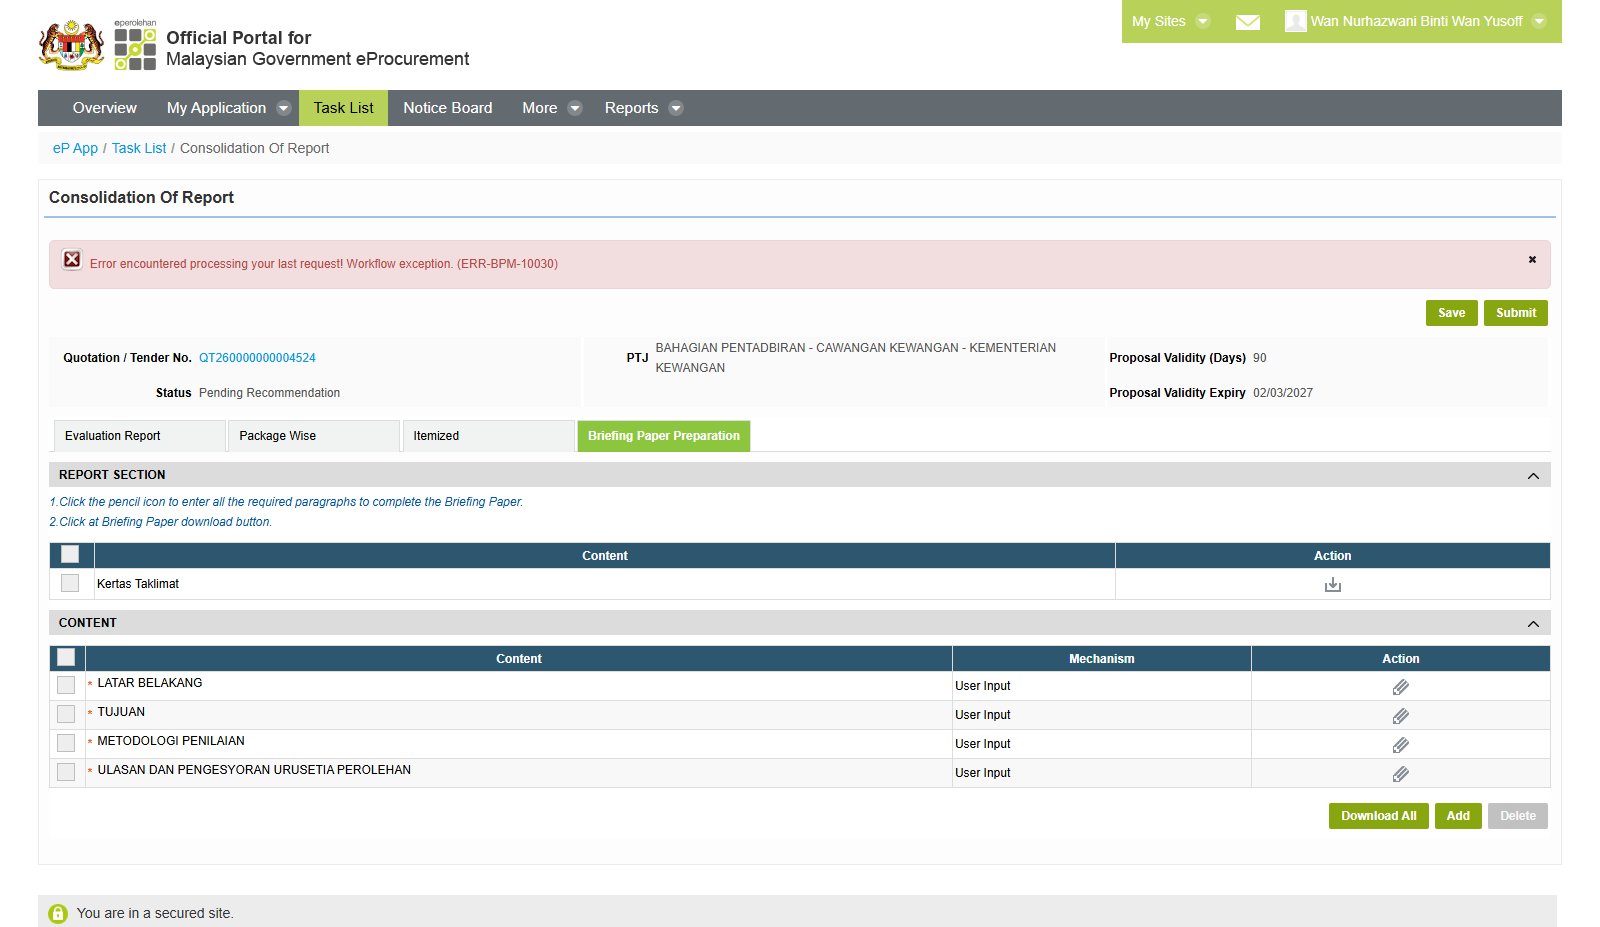 eperolehan
Official Portal for
Malaysian Government eProcurement
My Sites
Wan Nurhazwani Binti Wan Yusoff
Overview My Application Task List Notice Board More Reports
eP App / Task List / Consolidation Of Report
Consolidation Of Report
Error encountered processing your last request! Workflow exception. (ERR-BPM-10030)
Save Submit
Quotation / Tender No. QT260000000004524
PTJ BAHAGIAN PENTADBIRAN - CAWANGAN KEWANGAN - KEMENTERIAN
KEWANGAN
Proposal Validity (Days) 90
Status Pending Recommendation
Proposal Validity Expiry 02/03/2027
Evaluation Report Package Wise Itemized Briefing Paper Preparation
REPORT SECTION
1.Click the pencil icon to enter all the required paragraphs to complete the Briefing Paper.
2.Click at Briefing Paper download button.
Content Action
Kertas Taklimat
CONTENT
Content Mechanism Action
* LATAR BELAKANG User Input
* TUJUAN User Input
* METODOLOGI PENILAIAN User Input
* ULASAN DAN PENGESYORAN URUSETIA PEROLEHAN User Input
Download All Add Delete
You are in a secured site.